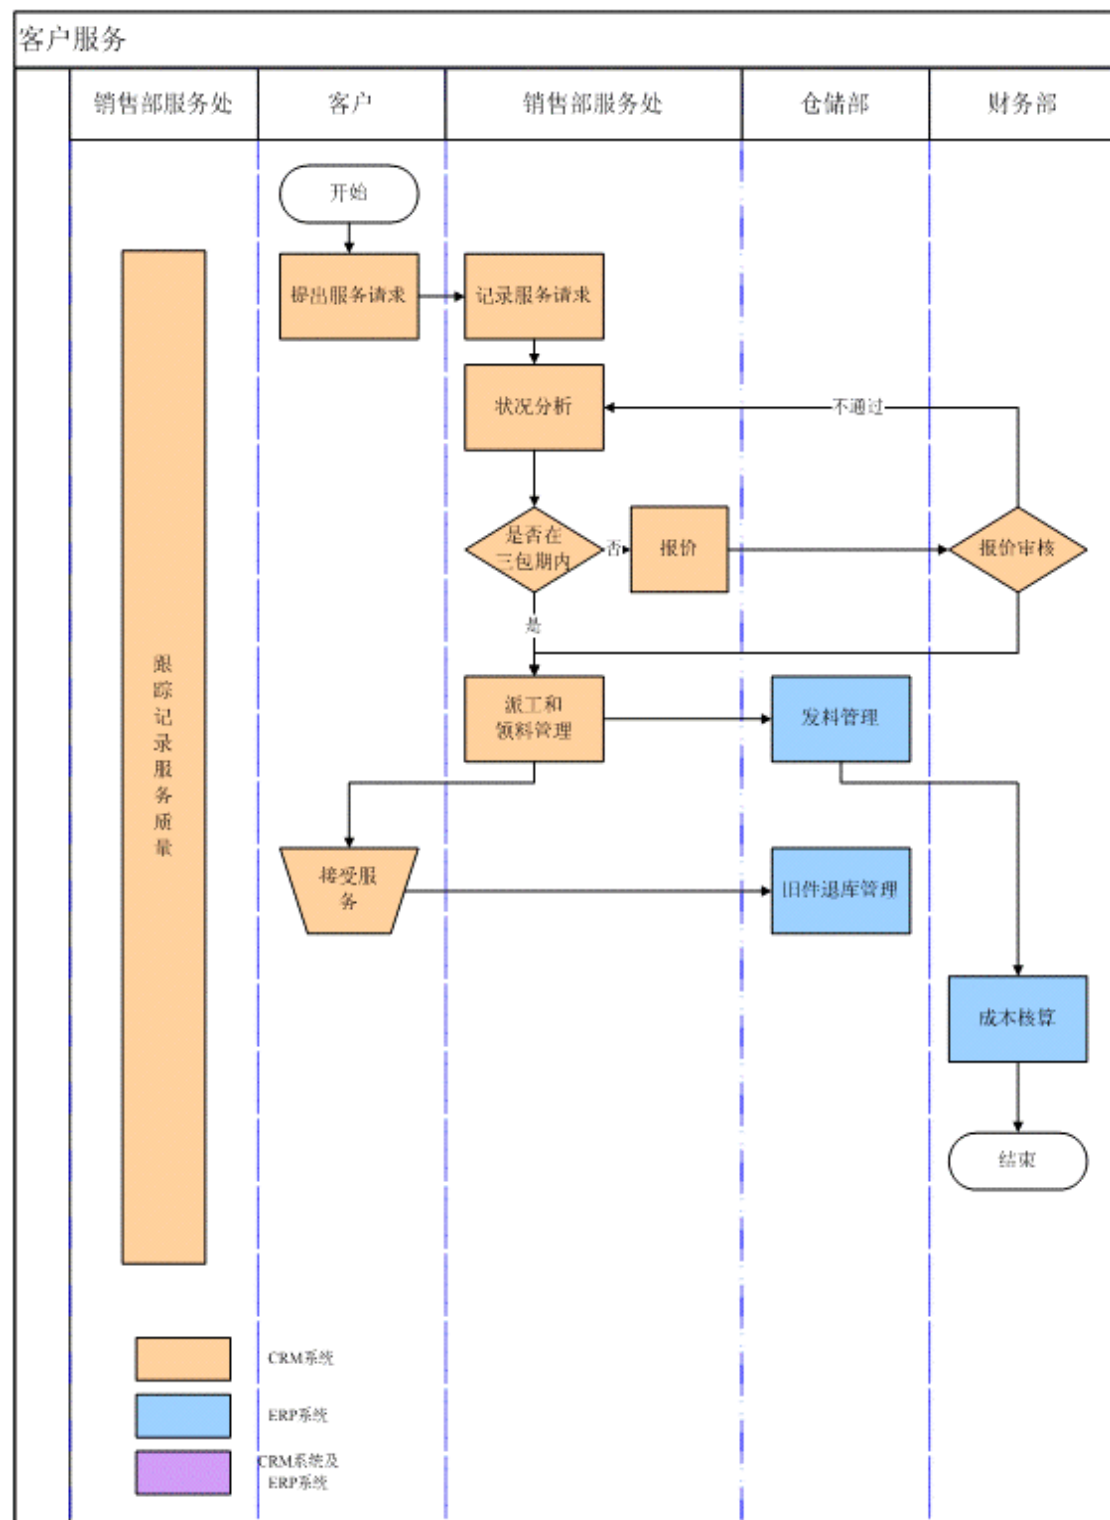 客户服务
销售部服务处
客户
销售部服务处
仓储部
财务部
开始
提出服务请求
记录服务请求
状况分析
不通过
是否在
三包期内
否
报价
报价审核
是
派工和
领料管理
发料管理
跟
踪
记
录
服
务
质
量
接受服
务
旧件退库管理
成本核算
结束
CRM系统
ERP系统
CRM系统及
ERP系统